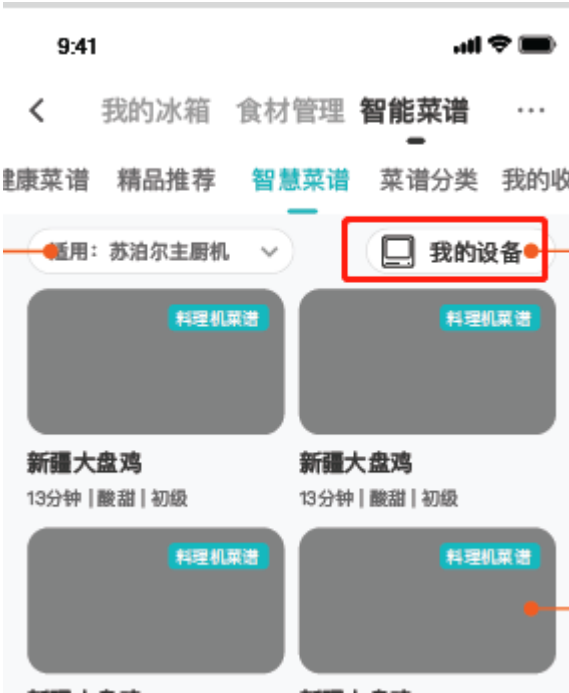 9:41
我的冰箱 食材管理 智能菜谱 ···
康菜谱 精品推荐 智慧菜谱 菜谱分类 我的收
适用：苏泊尔主厨机 我的设备
料理机菜谱 料理机菜谱
新疆大盘鸡 新疆大盘鸡
13分钟 | 酸甜 | 初级 13分钟 | 酸甜 | 初级
料理机菜谱 料理机菜谱